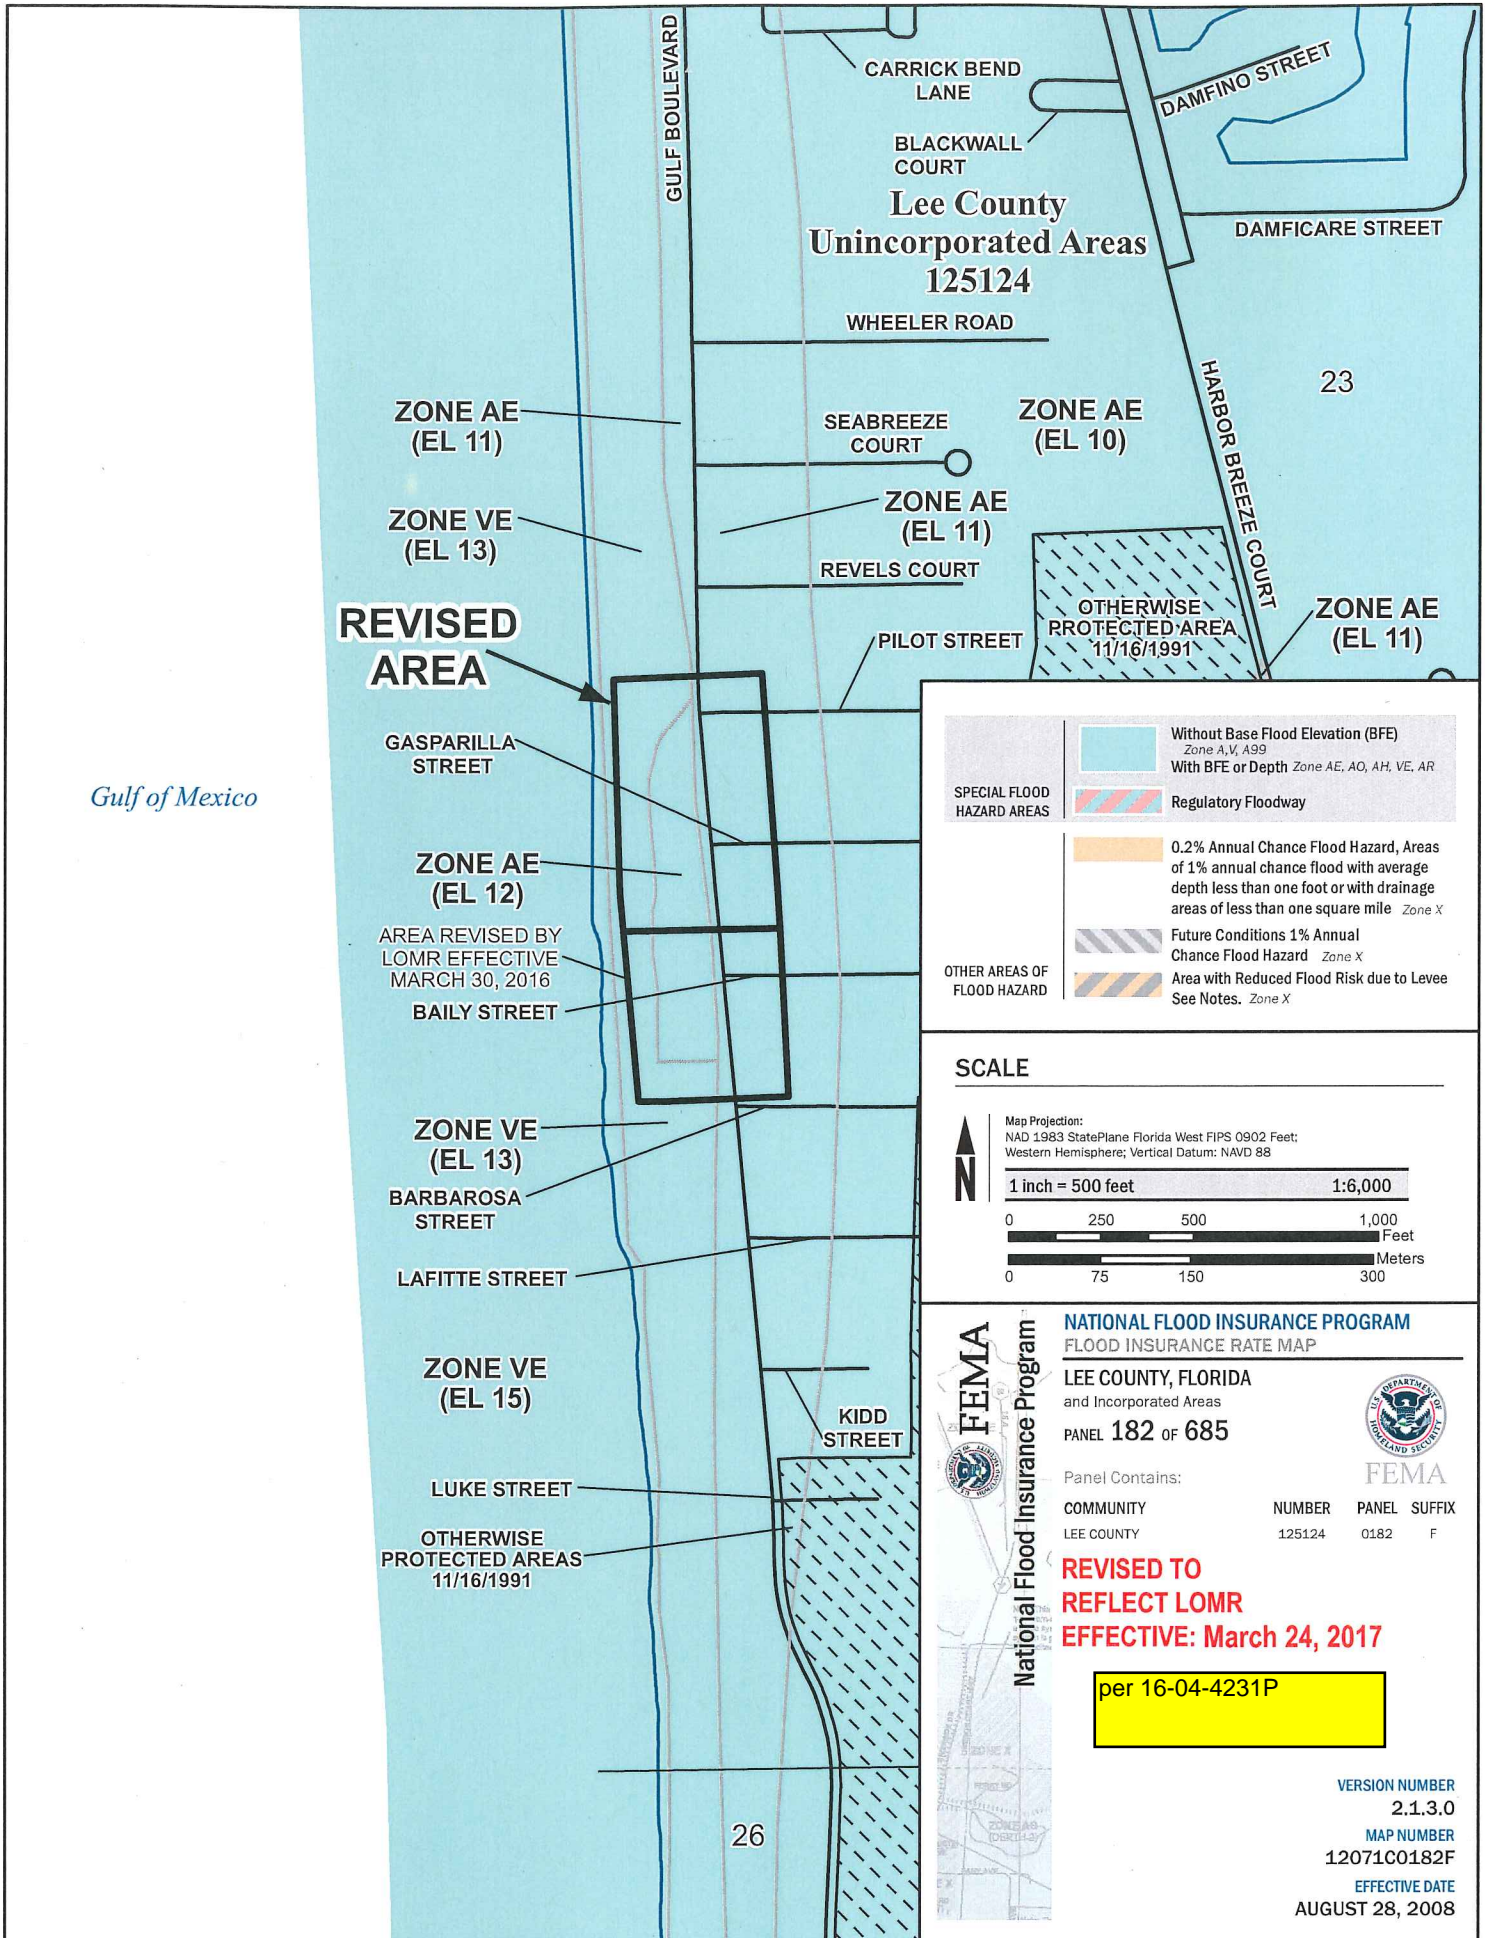 GULF BOULEVARD
CARRICK BEND
LANE
DAMFINO STREET
BLACKWALL
COURT
Lee County
Unincorporated Areas
125124
DAMFICARE STREET
WHEELER ROAD
HARBOR BREEZE COURT
23
ZONE AE
(EL 11)
SEABREEZE
COURT
ZONE AE
(EL 10)
ZONE VE
(EL 13)
ZONE AE
(EL 11)
REVELS COURT
REVISED
AREA
OTHERWISE
PROTECTED AREA
11/16/1991
ZONE AE
(EL 11)
PILOT STREET
GASPARILLA
STREET
Gulf of Mexico
ZONE AE
(EL 12)
AREA REVISED BY
LOMR EFFECTIVE
MARCH 30, 2016
BAILY STREET
ZONE VE
(EL 13)
BARBAROSA
STREET
LAFITTE STREET
ZONE VE
(EL 15)
KIDD
STREET
LUKE STREET
OTHERWISE
PROTECTED AREAS
11/16/1991
26
SPECIAL FLOOD
HAZARD AREAS
Without Base Flood Elevation (BFE)
Zone A,V, A99
With BFE or Depth Zone AE, AO, AH, VE, AR
Regulatory Floodway
OTHER AREAS OF
FLOOD HAZARD
0.2% Annual Chance Flood Hazard, Areas
of 1% annual chance flood with average
depth less than one foot or with drainage
areas of less than one square mile Zone X
Future Conditions 1% Annual
Chance Flood Hazard Zone X
Area with Reduced Flood Risk due to Levee
See Notes. Zone X
SCALE
N
Map Projection:
NAD 1983 StatePlane Florida West FIPS 0902 Feet;
Western Hemisphere; Vertical Datum: NAVD 88
1 inch = 500 feet 1:6,000
0 250 500 1,000
Feet
Meters
0 75 150 300
FEMA
National Flood Insurance Program
NATIONAL FLOOD INSURANCE PROGRAM
FLOOD INSURANCE RATE MAP
LEE COUNTY, FLORIDA
and Incorporated Areas
PANEL 182 OF 685
U.S. DEPARTMENT OF
HOMELAND SECURITY
FEMA
Panel Contains:
COMMUNITY NUMBER PANEL SUFFIX
LEE COUNTY 125124 0182 F
REVISED TO
REFLECT LOMR
EFFECTIVE: March 24, 2017
per 16-04-4231P
ZONE X
VERSION NUMBER
2.1.3.0
MAP NUMBER
12071C0182F
EFFECTIVE DATE
AUGUST 28, 2008